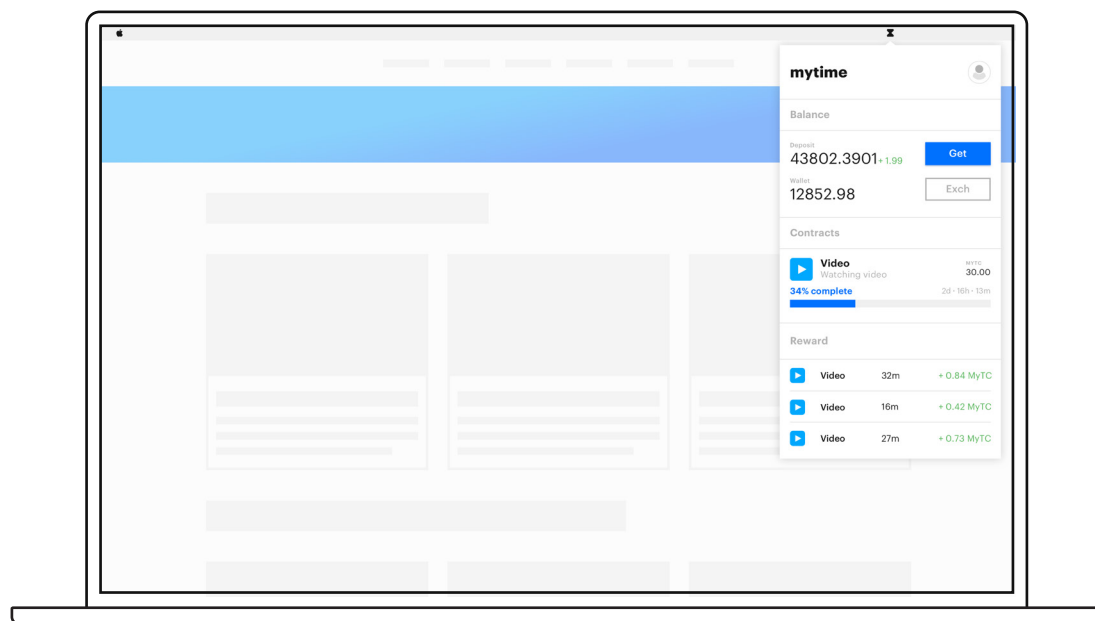 mytime
Balance
Deposit
43802.3901 + 1.99
Get
Wallet
12852.98
Exch
Contracts
Video
Watching video
MYTC
30.00
34% complete
2d · 16h · 13m
Reward
Video 32m + 0.84 MyTC
Video 16m + 0.42 MyTC
Video 27m + 0.73 MyTC